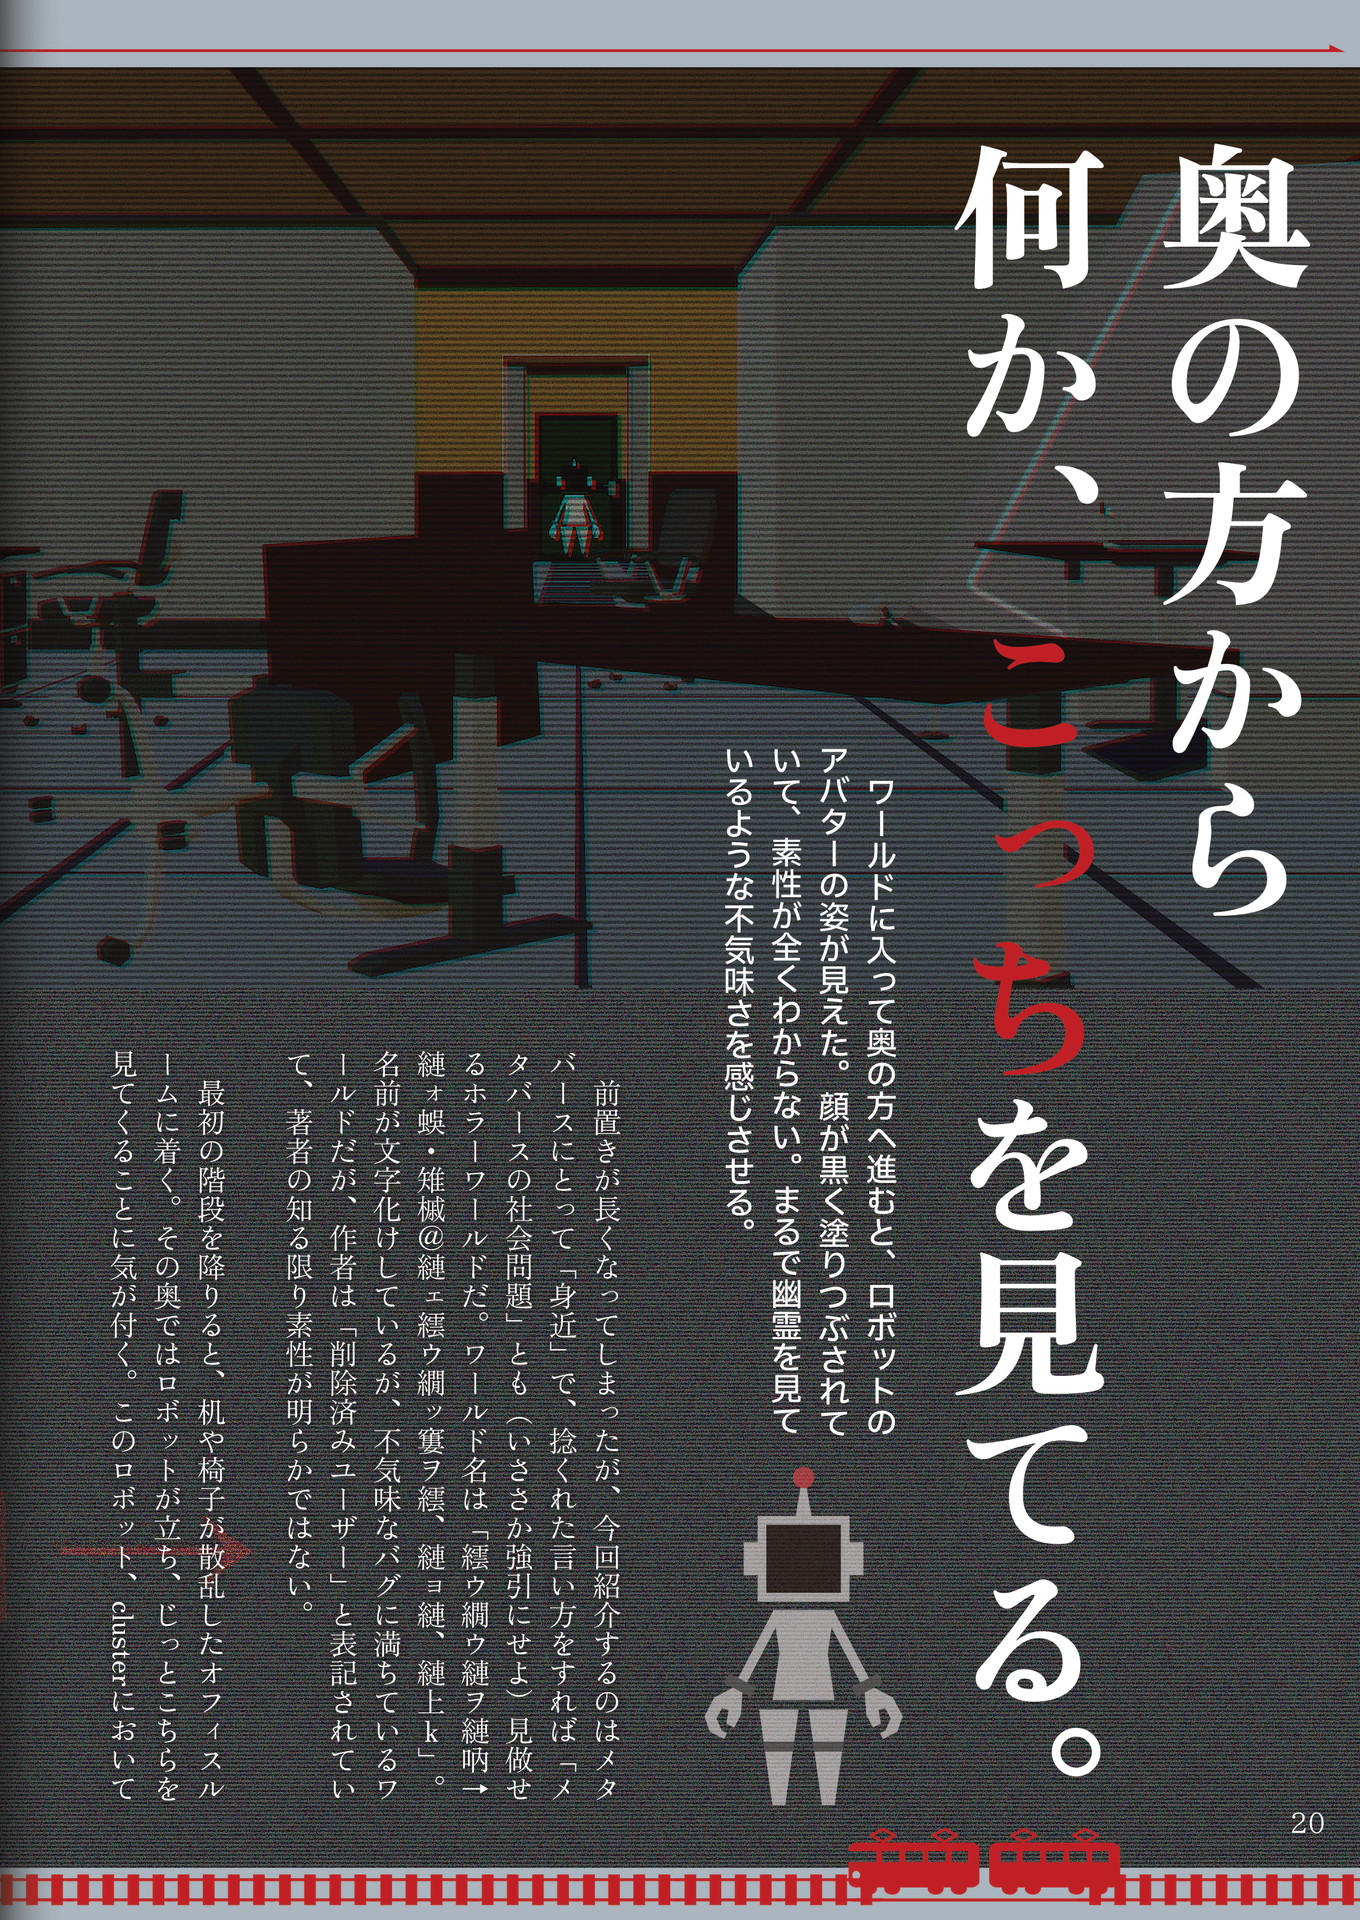 奥の方から
何か、こっちを見てる。
　ワールドに入って奥の方へ進むと、ロボットの
アバターの姿が見えた。顔が黒く塗りつぶされて
いて、素性が全くわからない。まるで幽霊を見て
いるような不気味さを感じさせる。
　前置きが長くなってしまったが、今回紹介するのはメタ
バースにとって「身近」で、捻くれた言い方をすれば「メ
タバースの社会問題」とも（いささか強引にせよ）見做せ
るホラーワールドだ。ワールド名は「繧ゥ繝ゥ縺ヲ縺吶→
縺ォ蜈・雉槭@縺ェ繧ゥ繝ッ窶ヲ繧、縺ョ縺、縺上k」。
名前が文字化けしているが、不気味なバグに満ちているワ
ールドだが、作者は「削除済みユーザー」と表記されてい
て、著者の知る限り素性が明らかではない。
　最初の階段を降りると、机や椅子が散乱したオフィスル
ームに着く。その奥ではロボットが立ち、じっとこちらを
見てくることに気が付く。このロボット、clusterにおいて
20